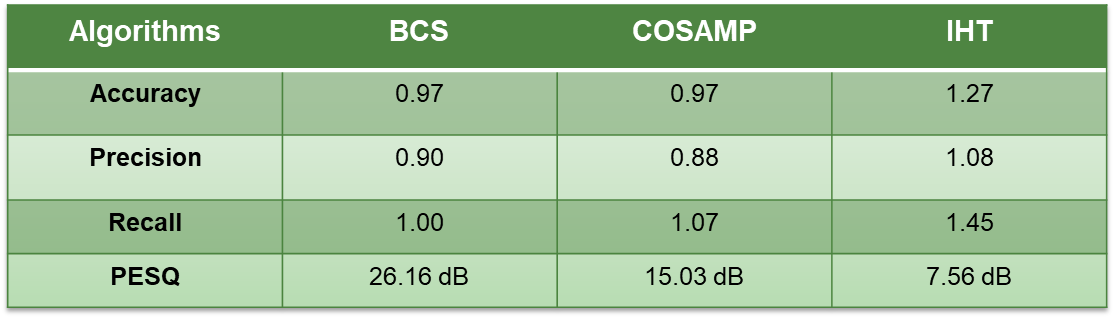 Algorithms BCS COSAMP IHT
Accuracy 0.97 0.97 1.27
Precision 0.90 0.88 1.08
Recall 1.00 1.07 1.45
PESQ 26.16 dB 15.03 dB 7.56 dB